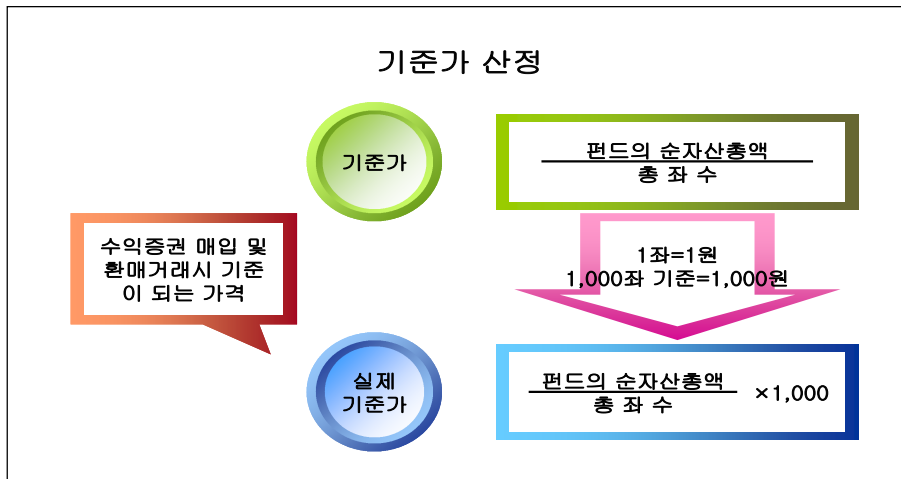 기준가 산정
기준가
펀드의 순자산총액
총 좌 수
수익증권 매입 및
환매거래시 기준
이 되는 가격
1좌=1원
1,000좌 기준=1,000원
실제
기준가
펀드의 순자산총액
총 좌 수
×1,000